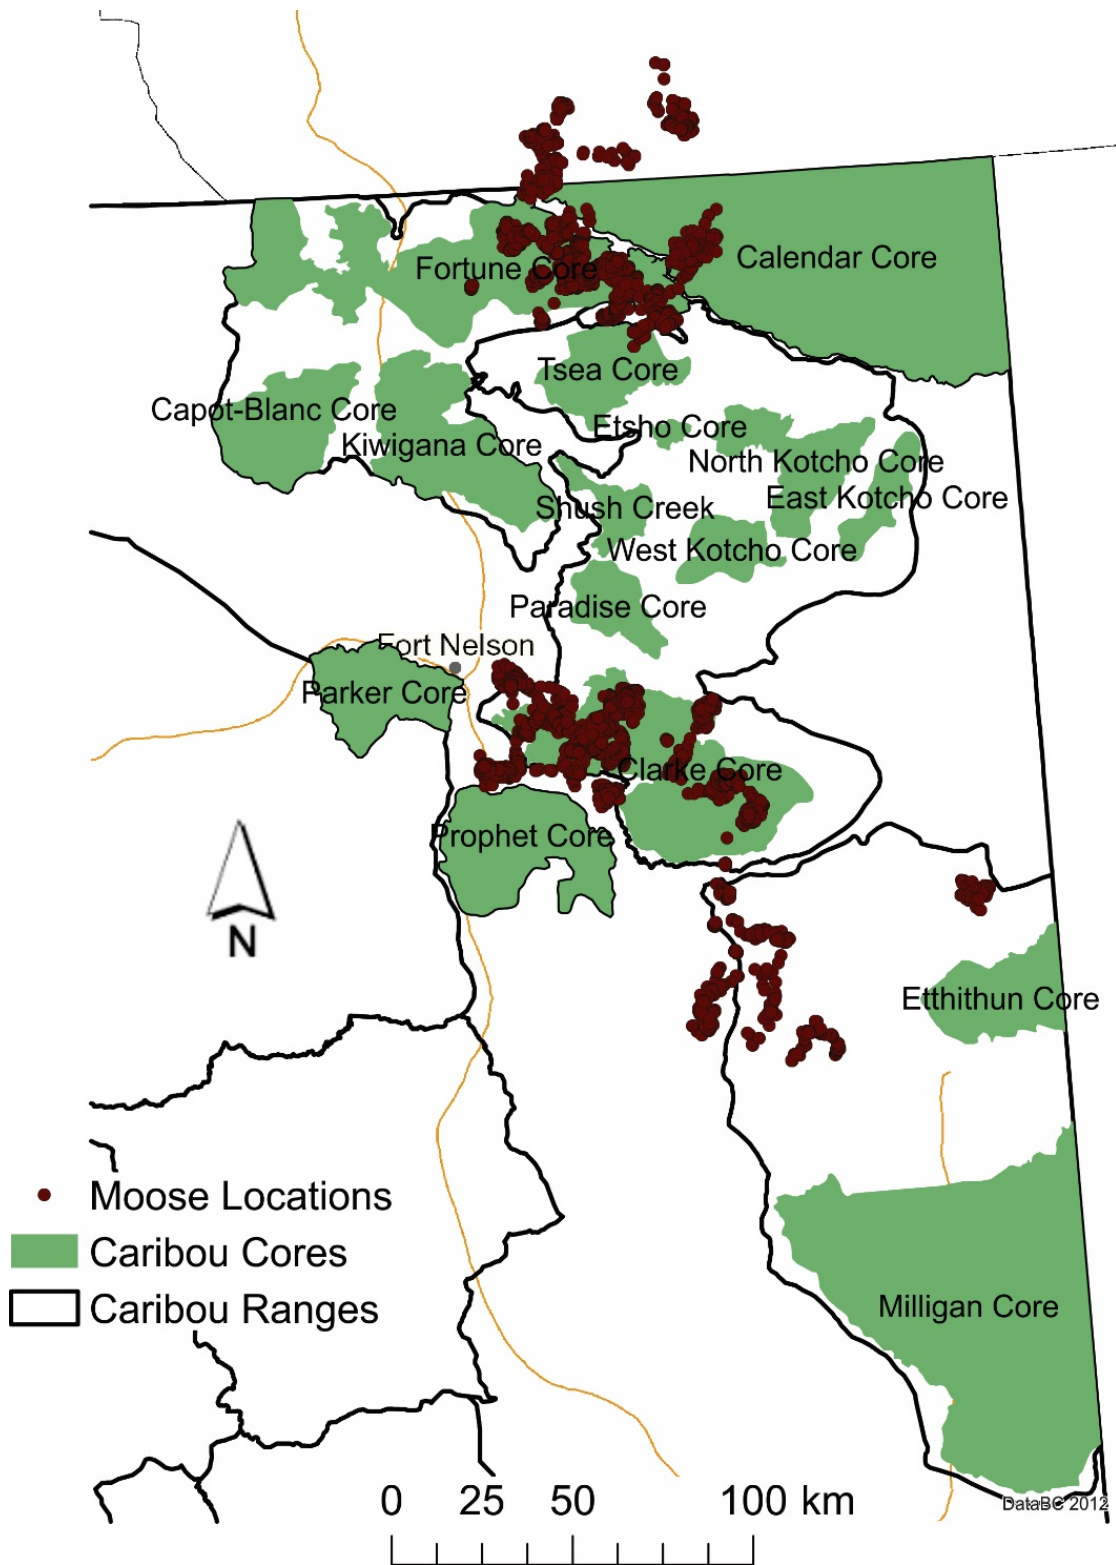 Calendar Core
Fortune Core
Tsea Core
Capot-Blanc Core
Etsho Core
Kiwigana Core
North Kotcho Core
East Kotcho Core
Shush Creek
West Kotcho Core
Paradise Core
Fort Nelson
Parker Core
Clarke Core
Prophet Core
N
Etthithun Core
Moose Locations
Caribou Cores
Caribou Ranges
Milligan Core
0 25 50 100 km
DataBC 2012